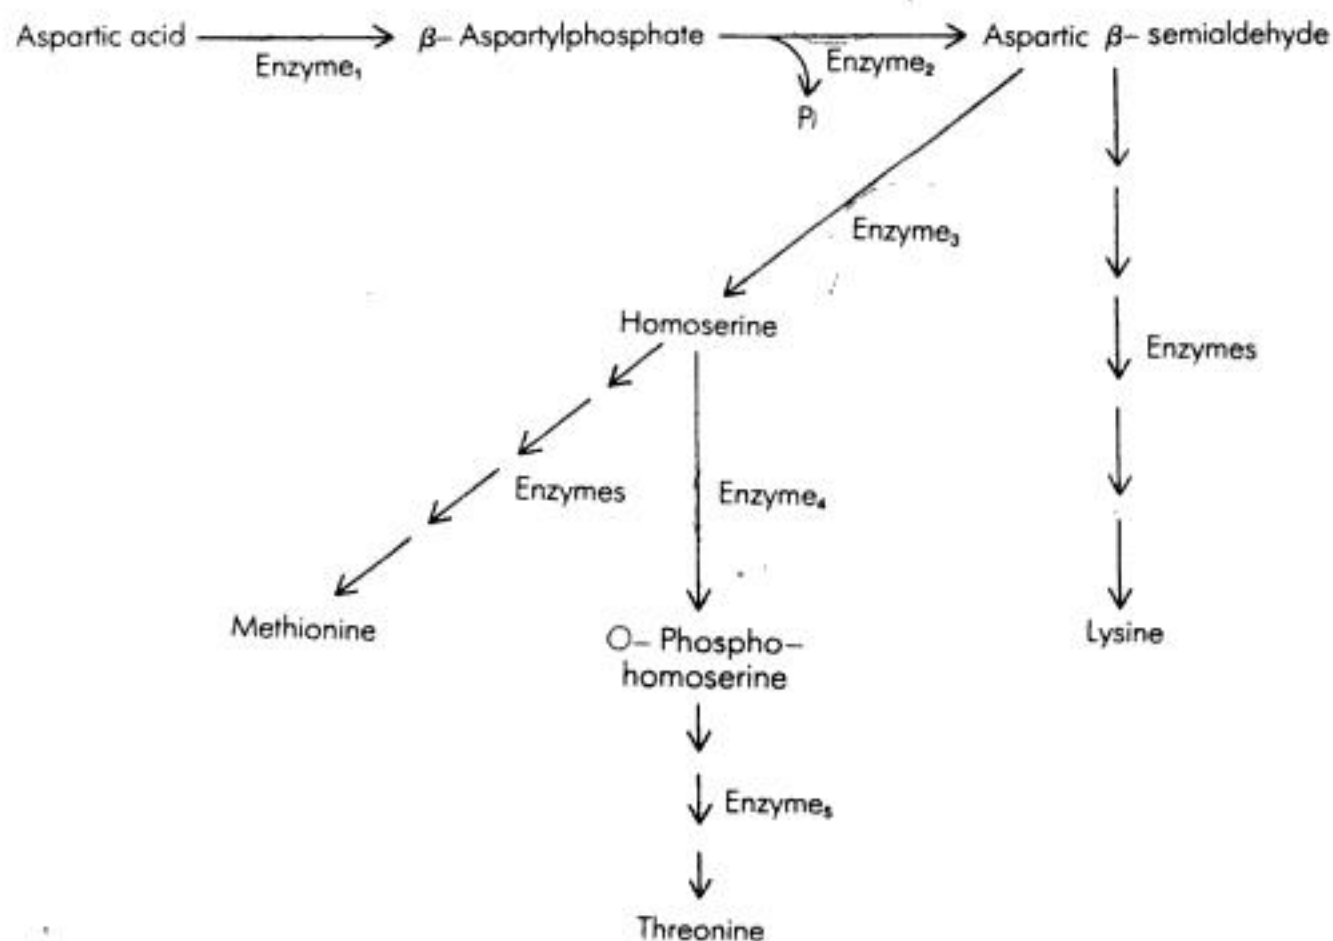 Aspartic acid
Enzyme₁
β– Aspartylphosphate
Enzyme₂
Pi
Aspartic β– semialdehyde
Enzyme₃
Homoserine
Enzymes
Enzymes
Enzyme₄
Methionine
O– Phospho–
homoserine
Lysine
Enzyme₅
Threonine